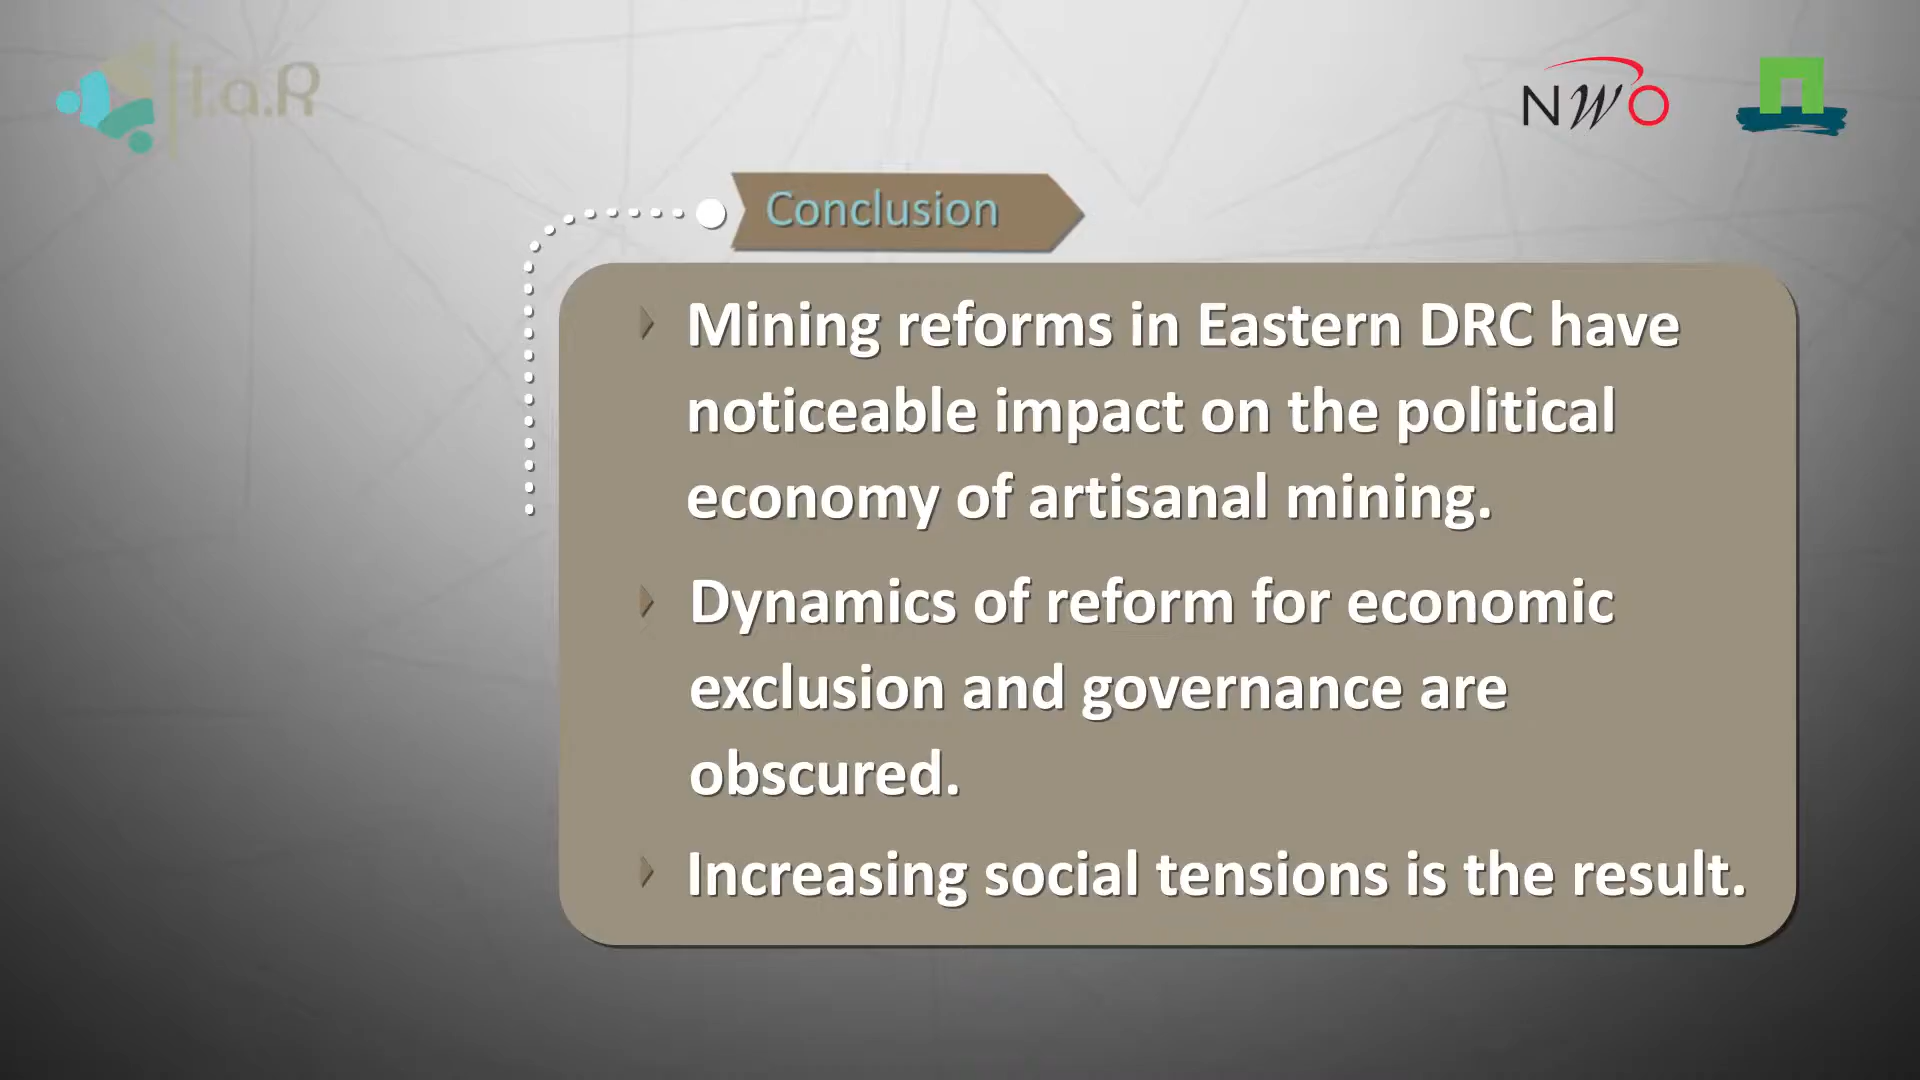 I.a.R
NWO
Conclusion
Mining reforms in Eastern DRC have
noticeable impact on the political
economy of artisanal mining.
Dynamics of reform for economic
exclusion and governance are
obscured.
Increasing social tensions is the result.